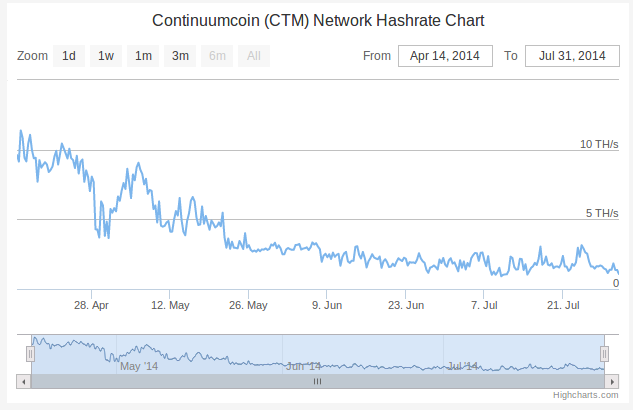 Continuumcoin (CTM) Network Hashrate Chart
Zoom 1d 1w 1m 3m 6m All From Apr 14, 2014 To Jul 31, 2014
10 TH/s
5 TH/s
0
28. Apr 12. May 26. May 9. Jun 23. Jun 7. Jul 21. Jul
May '14 Jun '14 Jul '14
Highcharts.com